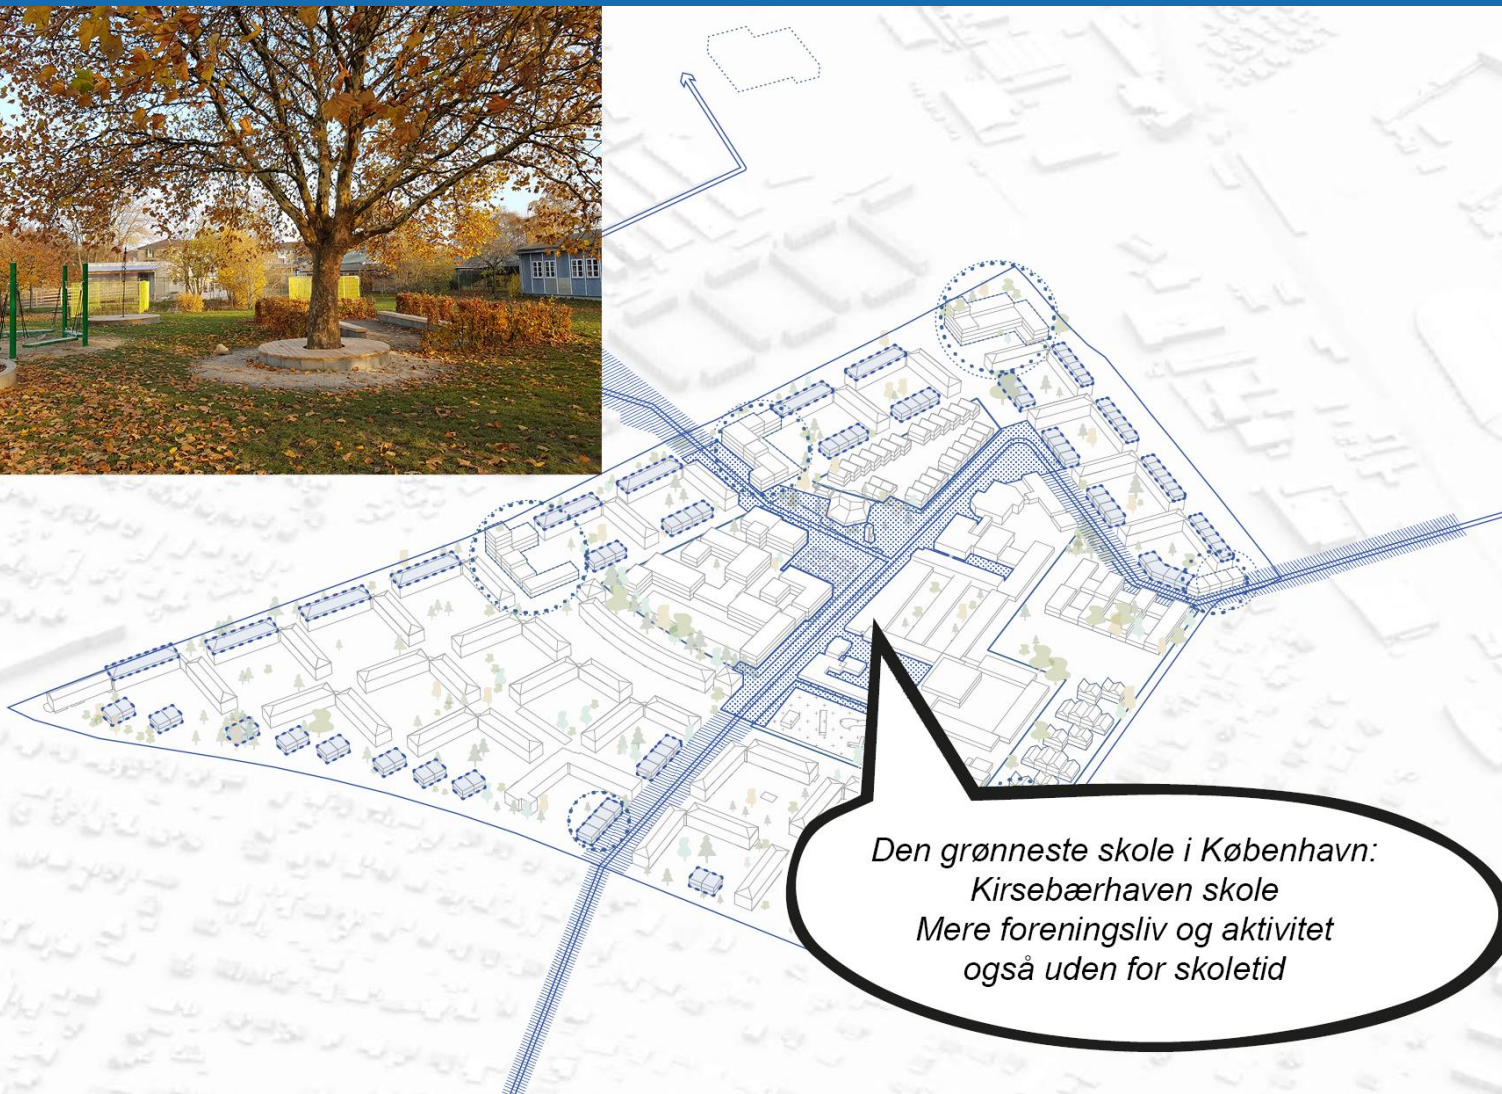 Den grønneste skole i København:
Kirsebærhaven skole
Mere foreningsliv og aktivitet
også uden for skoletid